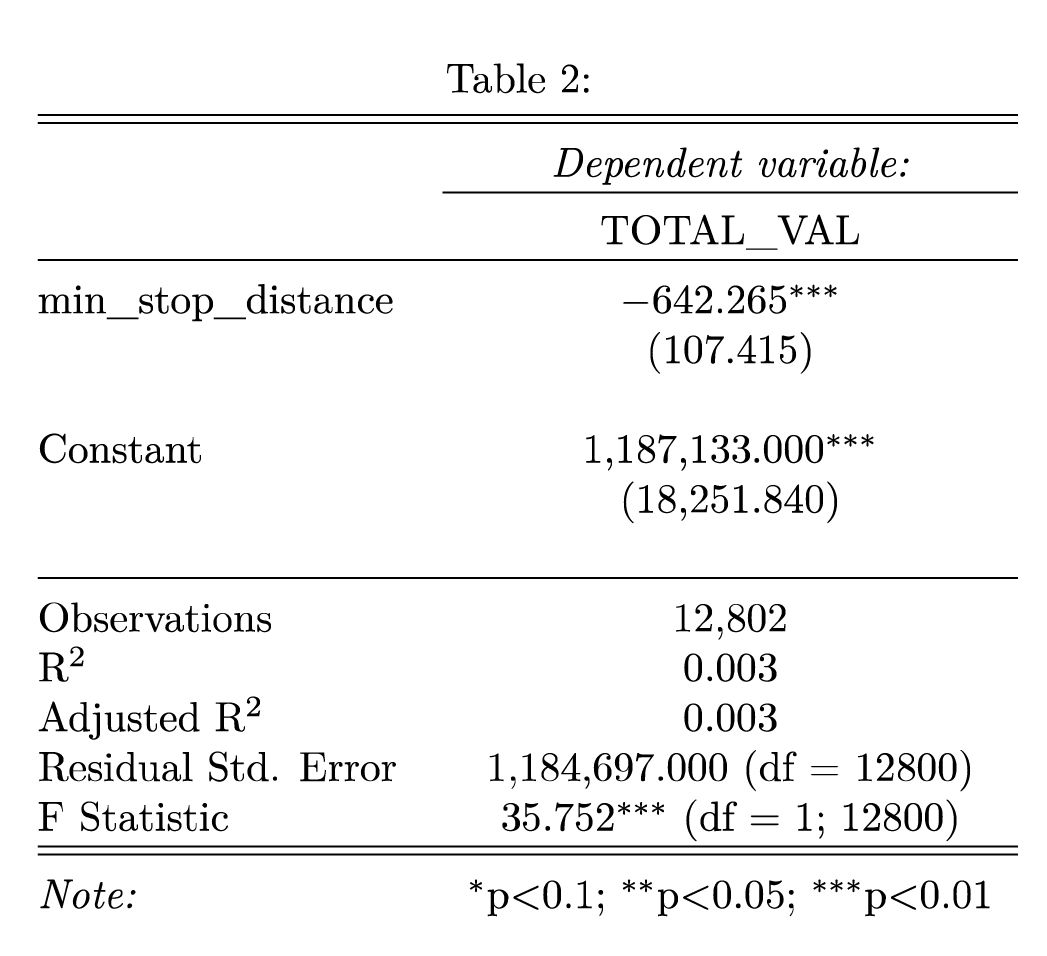 Table 2:
Dependent variable:
TOTAL_VAL
min_stop_distance −642.265***
(107.415)
Constant 1,187,133.000***
(18,251.840)
Observations 12,802
R² 0.003
Adjusted R² 0.003
Residual Std. Error 1,184,697.000 (df = 12800)
F Statistic 35.752*** (df = 1; 12800)
Note: *p<0.1; **p<0.05; ***p<0.01